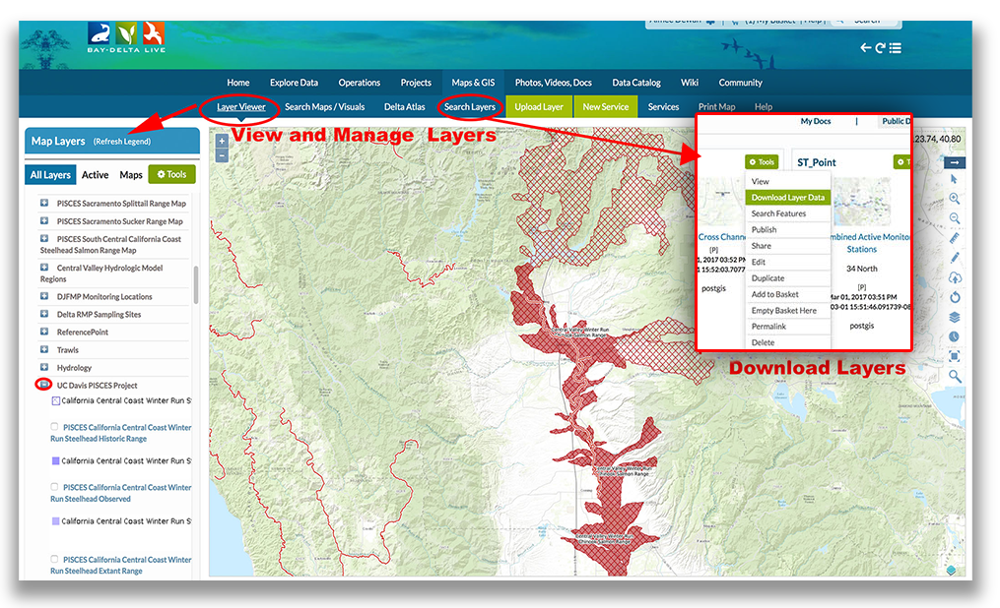 Aimee Dewan
(1) My Basket
Help
Search
BAY-DELTA LIVE
Home
Explore Data
Operations
Projects
Maps & GIS
Photos, Videos, Docs
Data Catalog
Wiki
Community
Layer Viewer
Search Maps / Visuals
Delta Atlas
Search Layers
Upload Layer
New Service
Services
Print Map
Help
View and Manage Layers
Map Layers (Refresh Legend)
All Layers
Active
Maps
Tools
PISCES Sacramento Splittail Range Map
PISCES Sacramento Sucker Range Map
PISCES South Central California Coast
Steelhead Salmon Range Map
Central Valley Hydrologic Model
Regions
DJFMP Monitoring Locations
Delta RMP Sampling Sites
ReferencePoint
Trawls
Hydrology
UC Davis PISCES Project
California Central Coast Winter Run S
PISCES California Central Coast Winter
Run Steelhead Historic Range
California Central Coast Winter Run S
PISCES California Central Coast Winter
Run Steelhead Observed
California Central Coast Winter Run S
PISCES California Central Coast Winter
Run Steelhead Extant Range
+
-
Central Valley Winter Run
Chinook Salmon Range
Central Valley Winter Run
Chinook Salmon Range
Central Valley Winter Run
Chinook Salmon Range
23.74, 40.80
My Docs | Public D
Tools
ST_Point
View
Download Layer Data
Search Features
Publish
Share
Edit
Duplicate
Add to Basket
Empty Basket Here
Permalink
Delete
Cross Chann
[P]
1, 2017 03:52 PM
1 15:52:03.7077
postgis
mbined Active Monitor
Stations
34 North
[P]
Mar 01, 2017 03:51 PM
03-01 15:51:46.091739-08
postgis
Download Layers